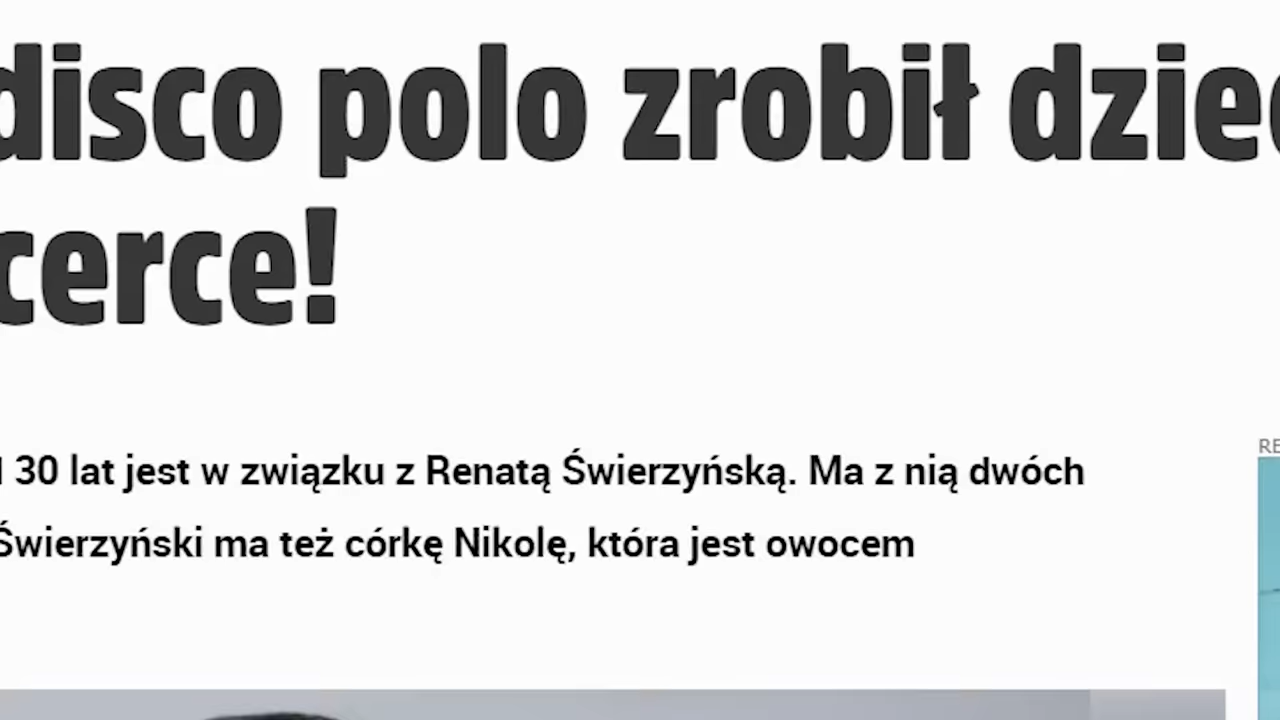 disco polo zrobił
cerce!
30 lat jest w związku z Renatą Świerzyńską. Ma z nią dwóch
Świerzyński ma też córkę Nikolę, która jest owocem